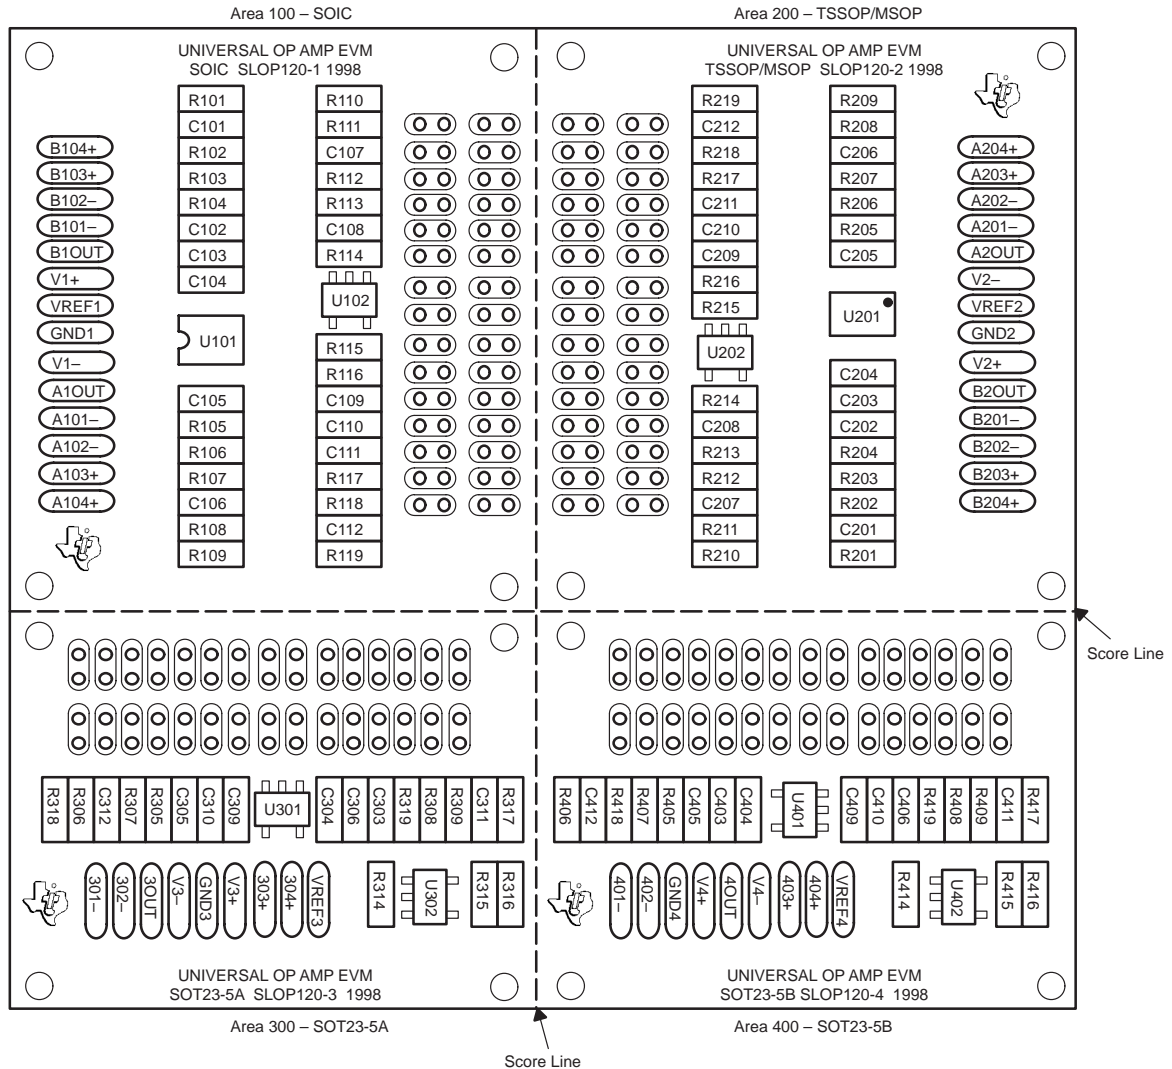 Area 100 – SOIC
UNIVERSAL OP AMP EVM
SOIC SLOP120-1 1998
B104+
B103+
B102–
B101–
B1OUT
V1+
VREF1
GND1
V1–
A1OUT
A101–
A102–
A103+
A104+
R101
C101
R102
R103
R104
C102
C103
C104
U101
C105
R105
R106
R107
C106
R108
R109
R110
R111
C107
R112
R113
C108
R114
U102
R115
R116
C109
C110
C111
R117
R118
C112
R119
Area 200 – TSSOP/MSOP
UNIVERSAL OP AMP EVM
TSSOP/MSOP SLOP120-2 1998
R219
C212
R218
R217
C211
C210
C209
R216
R215
U202
R214
C208
R213
R212
C207
R211
R210
R209
R208
C206
R207
R206
R205
C205
U201
C204
C203
C202
R204
R203
R202
C201
R201
A204+
A203+
A202–
A201–
A2OUT
V2–
VREF2
GND2
V2+
B2OUT
B201–
B202–
B203+
B204+
Score Line
R318
R306
C312
R307
R305
C305
C310
C309
U301
C304
C306
C303
R319
R308
R309
C311
R317
301–
302–
3OUT
V3–
GND3
V3+
303+
304+
VREF3
R314
U302
R315
R316
UNIVERSAL OP AMP EVM
SOT23-5A SLOP120-3 1998
Area 300 – SOT23-5A
R406
C412
R418
R407
R405
C405
C403
C404
U401
C409
C410
C406
R419
R408
R409
C411
R417
401–
402–
GND4
V4+
4OUT
V4–
403+
404+
VREF4
R414
U402
R415
R416
UNIVERSAL OP AMP EVM
SOT23-5B SLOP120-4 1998
Area 400 – SOT23-5B
Score Line